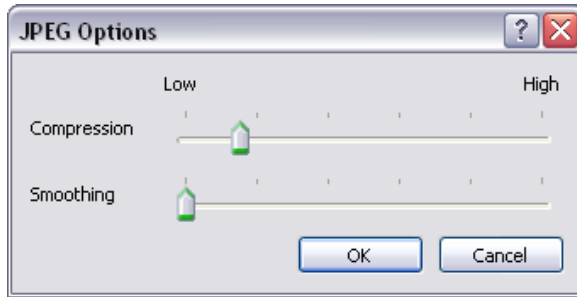 JPEG Options
Low High
Compression
Smoothing
OK Cancel